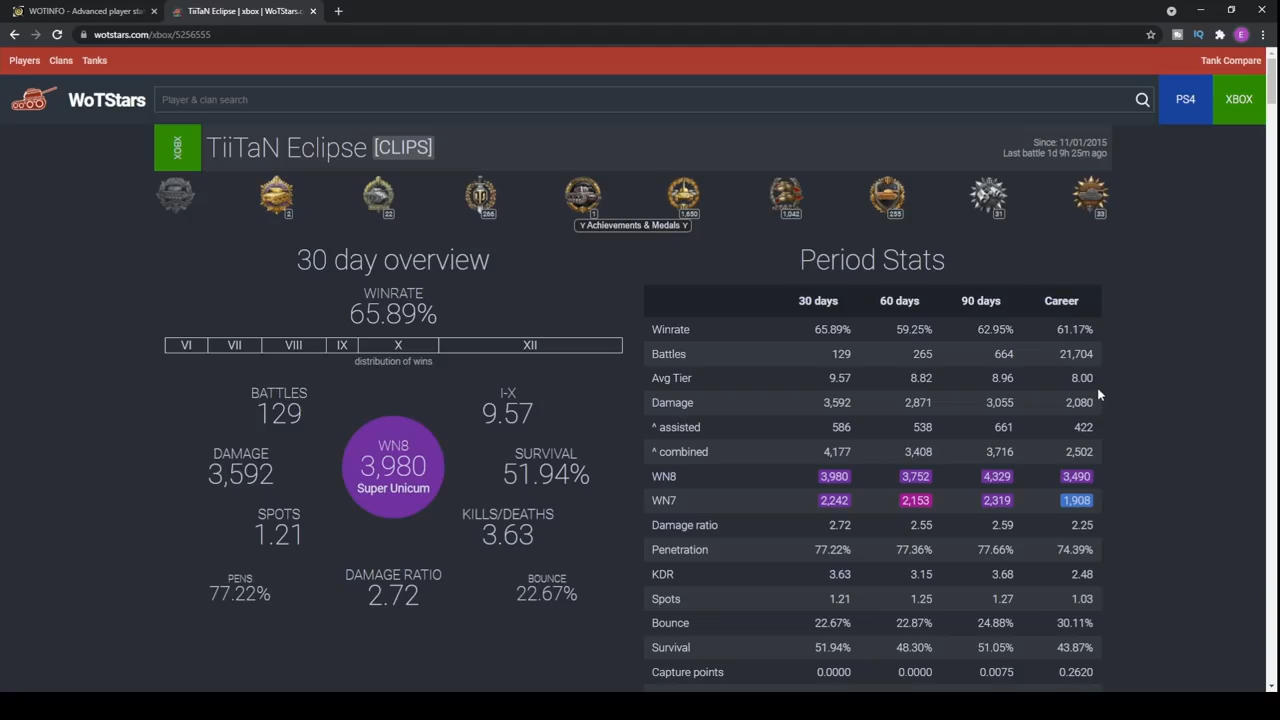 WOTINFO - Advanced player sta
TiiTaN Eclipse | xbox | WoTStars.c
wotstars.com/xbox/5256555
IQ
E
Players Clans Tanks
Tank Compare
WoTStars
Player & clan search
PS4
XBOX
XBOX
TiiTaN Eclipse [CLIPS]
Since: 11/01/2015
Last battle 1d 9h 25m ago
2 22 266 1 1,650 1,042 255 31 33
Y Achievements & Medals Y
30 day overview
WINRATE
65.89%
VI VII VIII IX X XII
distribution of wins
BATTLES
129
I-X
9.57
DAMAGE
3,592
WN8
3,980
Super Unicum
SURVIVAL
51.94%
SPOTS
1.21
KILLS/DEATHS
3.63
PENS
77.22%
DAMAGE RATIO
2.72
BOUNCE
22.67%
Period Stats
30 days 60 days 90 days Career
Winrate 65.89% 59.25% 62.95% 61.17%
Battles 129 265 664 21,704
Avg Tier 9.57 8.82 8.96 8.00
Damage 3,592 2,871 3,055 2,080
^ assisted 586 538 661 422
^ combined 4,177 3,408 3,716 2,502
WN8 3,980 3,752 4,329 3,490
WN7 2,242 2,153 2,319 1,908
Damage ratio 2.72 2.55 2.59 2.25
Penetration 77.22% 77.36% 77.66% 74.39%
KDR 3.63 3.15 3.68 2.48
Spots 1.21 1.25 1.27 1.03
Bounce 22.67% 22.87% 24.88% 30.11%
Survival 51.94% 48.30% 51.05% 43.87%
Capture points 0.0000 0.0000 0.0075 0.2620